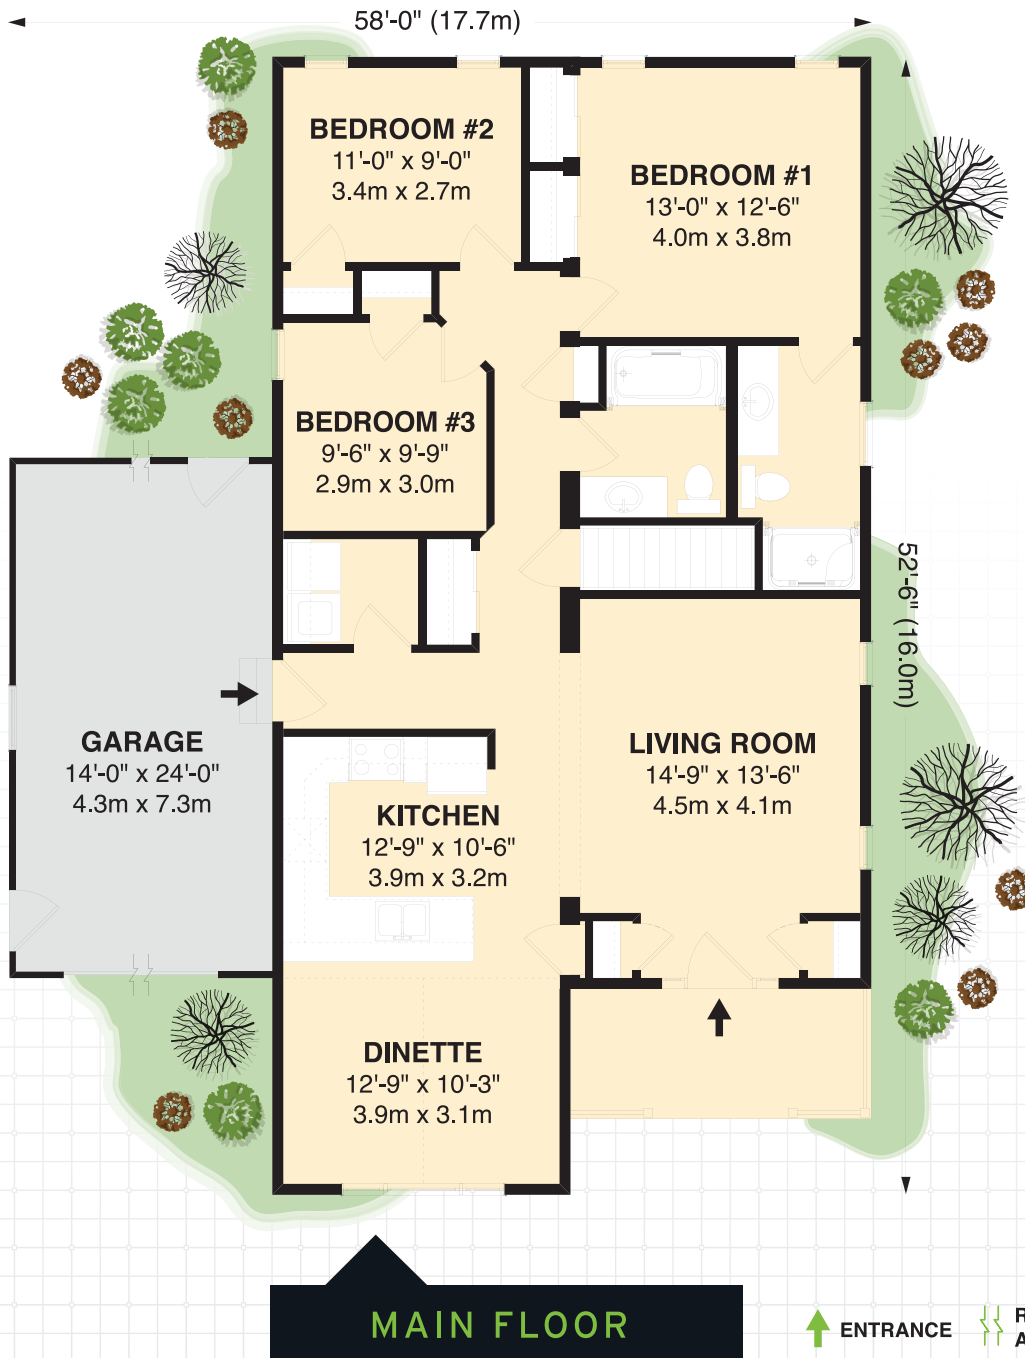 58'-0" (17.7m)
BEDROOM #2
11'-0" x 9'-0"
3.4m x 2.7m
BEDROOM #1
13'-0" x 12'-6"
4.0m x 3.8m
BEDROOM #3
9'-6" x 9'-9"
2.9m x 3.0m
52'-6" (16.0m)
GARAGE
14'-0" x 24'-0"
4.3m x 7.3m
LIVING ROOM
14'-9" x 13'-6"
4.5m x 4.1m
KITCHEN
12'-9" x 10'-6"
3.9m x 3.2m
DINETTE
12'-9" x 10'-3"
3.9m x 3.1m
MAIN FLOOR
ENTRANCE
R
A